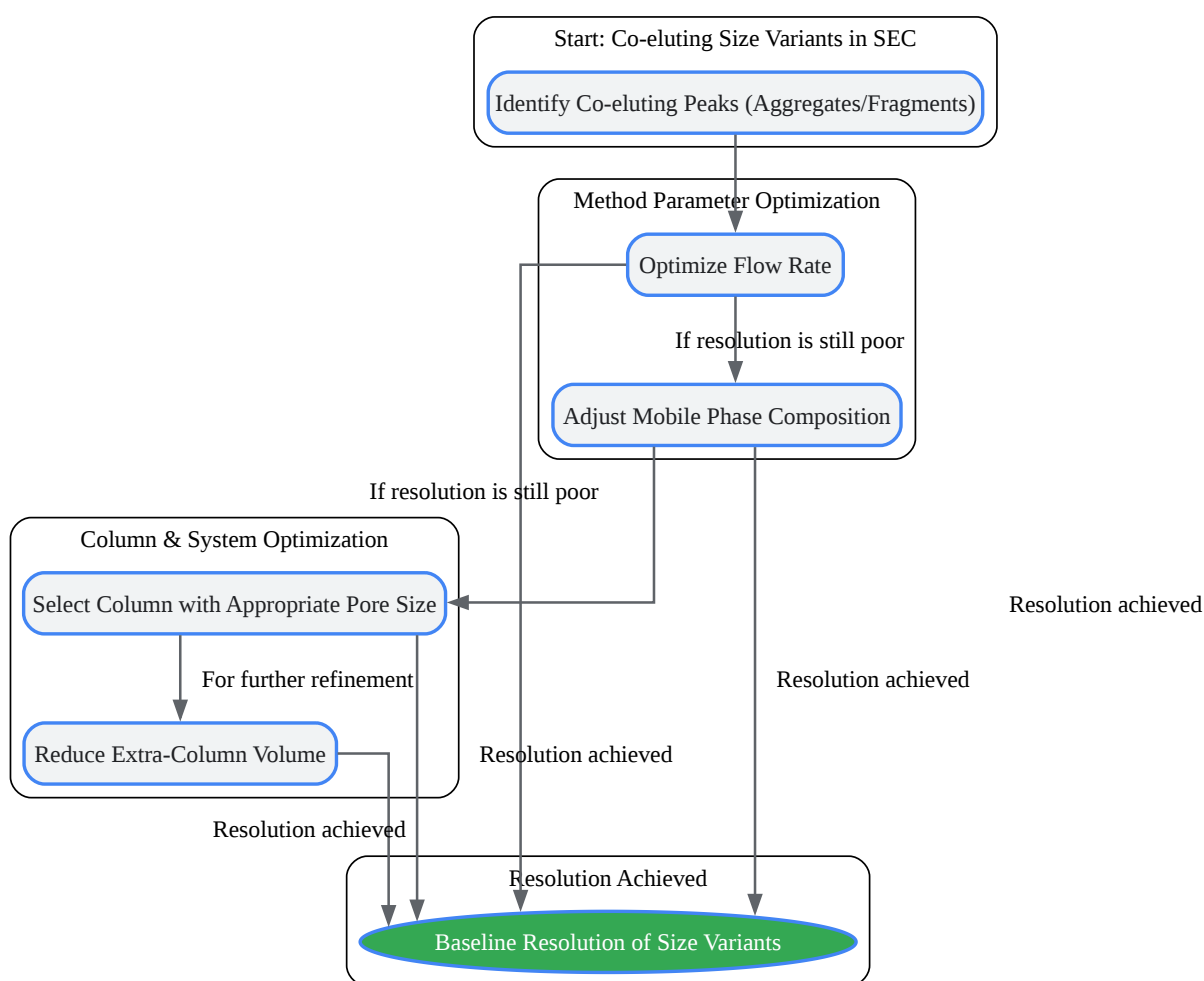 Start: Co-eluting Size Variants in SEC
Identify Co-eluting Peaks (Aggregates/Fragments)
Method Parameter Optimization
Optimize Flow Rate
If resolution is still poor
Adjust Mobile Phase Composition
If resolution is still poor
Column & System Optimization
Select Column with Appropriate Pore Size
Resolution achieved
For further refinement
Resolution achieved
Reduce Extra-Column Volume
Resolution achieved
Resolution achieved
Resolution Achieved
Baseline Resolution of Size Variants